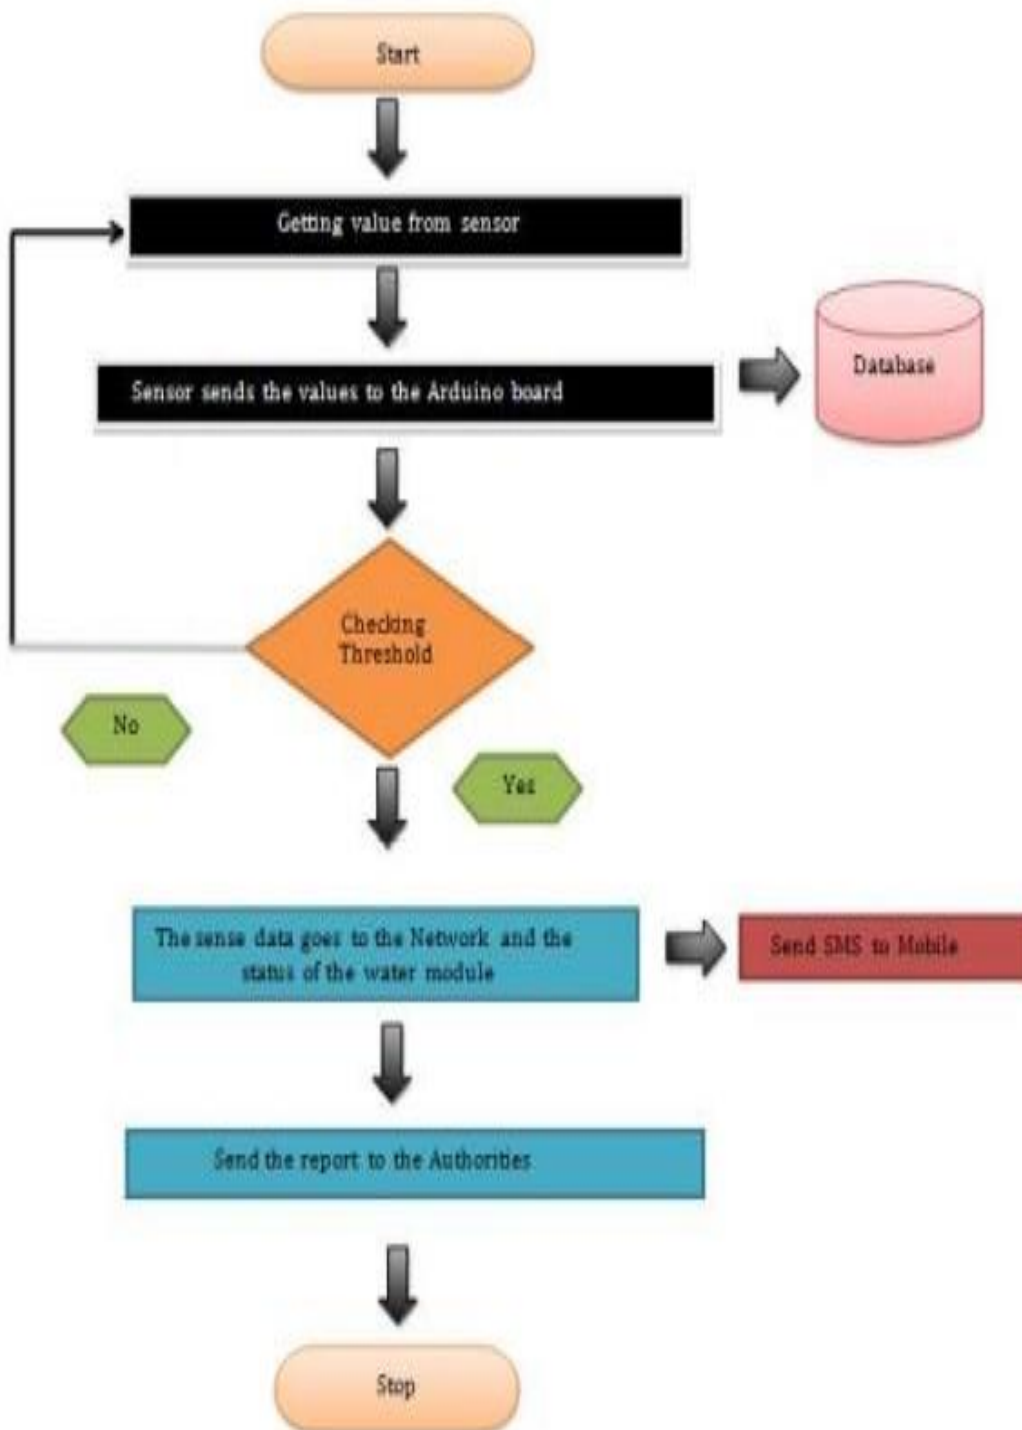 Start
Getting value from sensor
Sensor sends the values to the Arduino board
Database
Checking
Threshold
No
Yes
The sense data goes to the Network and the
status of the water module
Send SMS to Mobile
Send the report to the Authorities
Stop